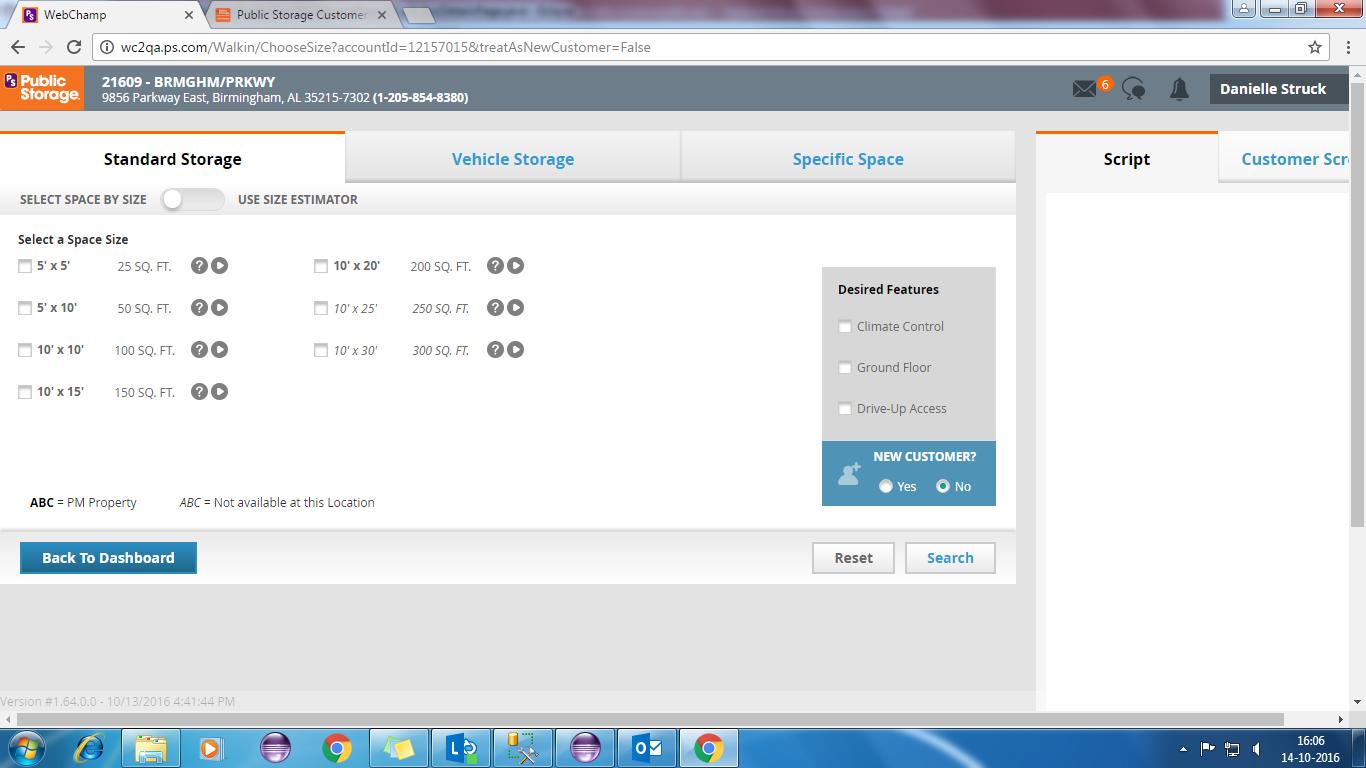 WebChamp
Public Storage Customer
wc2qa.ps.com/Walkin/ChooseSize?accountId=12157015&treatAsNewCustomer=False
PS Public Storage.
21609 - BRMGHM/PRKWY
9856 Parkway East, Birmingham, AL 35215-7302 (1-205-854-8380)
6
Danielle Struck
Standard Storage
Vehicle Storage
Specific Space
Script
Customer Scr
SELECT SPACE BY SIZE
USE SIZE ESTIMATOR
Select a Space Size
5' x 5' 25 SQ. FT. ?
10' x 20' 200 SQ. FT. ?
5' x 10' 50 SQ. FT. ?
10' x 25' 250 SQ. FT. ?
10' x 10' 100 SQ. FT. ?
10' x 30' 300 SQ. FT. ?
10' x 15' 150 SQ. FT. ?
Desired Features
Climate Control
Ground Floor
Drive-Up Access
NEW CUSTOMER?
Yes No
ABC = PM Property
ABC = Not available at this Location
Back To Dashboard
Reset
Search
Version #1.64.0.0 - 10/13/2016 4:41:44 PM
16:06
14-10-2016